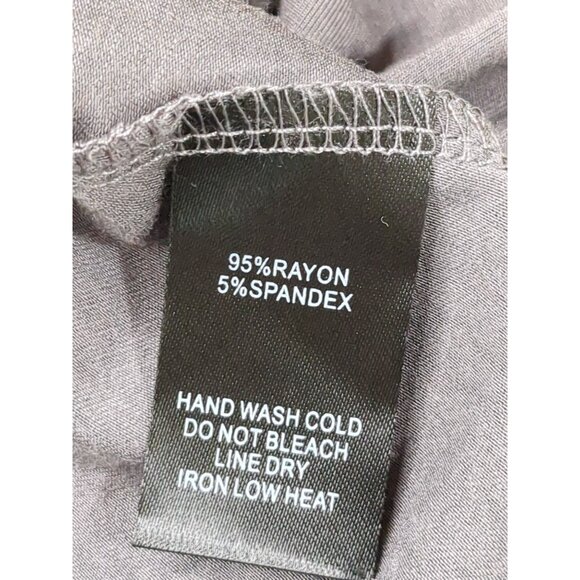 95%RAYON
5%SPANDEX
HAND WASH COLD
DO NOT BLEACH
LINE DRY
IRON LOW HEAT